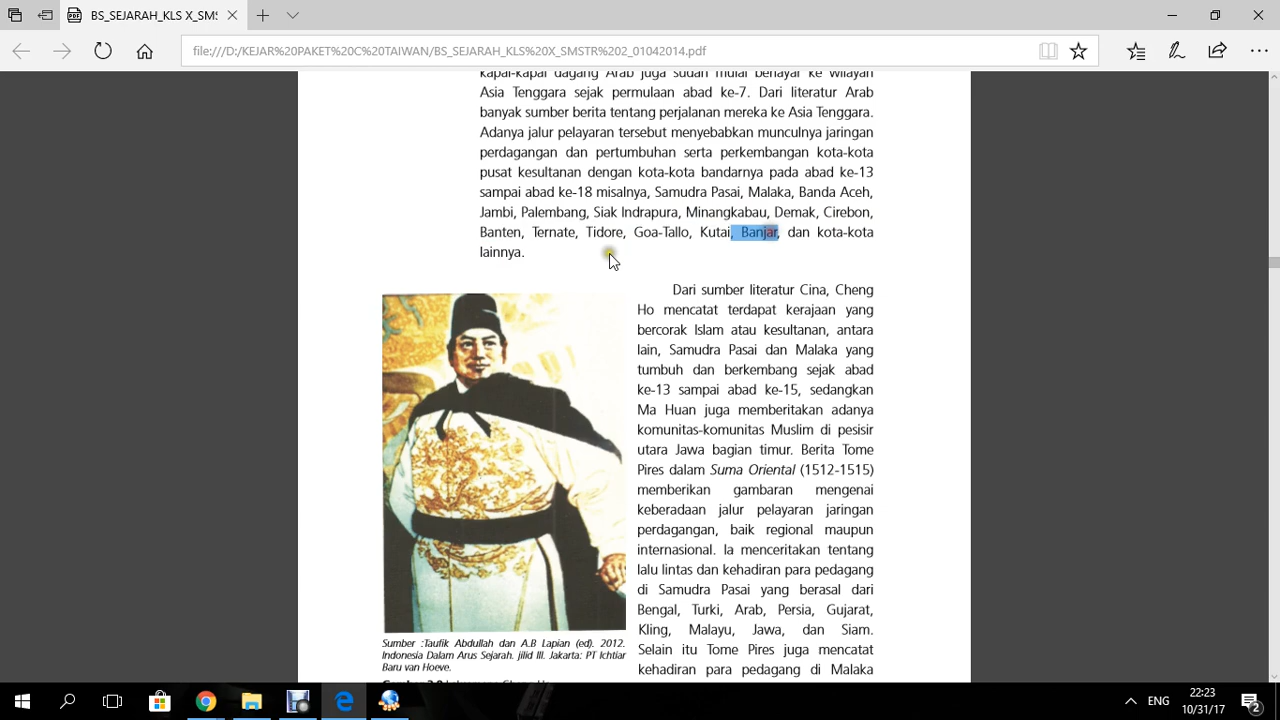 BS_SEJARAH_KLS X_SMS
file:///D:/KEJAR%20PAKET%20C%20TAIWAN/BS_SEJARAH_KLS%20X_SMSTR%202_01042014.pdf
kapal-kapal dagang Arab juga sudah mulai berlayar ke wilayah
Asia Tenggara sejak permulaan abad ke-7. Dari literatur Arab
banyak sumber berita tentang perjalanan mereka ke Asia Tenggara.
Adanya jalur pelayaran tersebut menyebabkan munculnya jaringan
perdagangan dan pertumbuhan serta perkembangan kota-kota
pusat kesultanan dengan kota-kota bandarnya pada abad ke-13
sampai abad ke-18 misalnya, Samudra Pasai, Malaka, Banda Aceh,
Jambi, Palembang, Siak Indrapura, Minangkabau, Demak, Cirebon,
Banten, Ternate, Tidore, Goa-Tallo, Kutai, Banjar, dan kota-kota
lainnya.
Dari sumber literatur Cina, Cheng
Ho mencatat terdapat kerajaan yang
bercorak Islam atau kesultanan, antara
lain, Samudra Pasai dan Malaka yang
tumbuh dan berkembang sejak abad
ke-13 sampai abad ke-15, sedangkan
Ma Huan juga memberitakan adanya
komunitas-komunitas Muslim di pesisir
utara Jawa bagian timur. Berita Tome
Pires dalam Suma Oriental (1512-1515)
memberikan gambaran mengenai
keberadaan jalur pelayaran jaringan
perdagangan, baik regional maupun
internasional. Ia menceritakan tentang
lalu lintas dan kehadiran para pedagang
di Samudra Pasai yang berasal dari
Bengal, Turki, Arab, Persia, Gujarat,
Kling, Malayu, Jawa, dan Siam.
Selain itu Tome Pires juga mencatat
kehadiran para pedagang di Malaka
Sumber :Taufik Abdullah dan A.B Lapian (ed). 2012.
Indonesia Dalam Arus Sejarah. jilid III. Jakarta: PT Ichtiar
Baru van Hoeve.
ENG
22:23
10/31/17
2